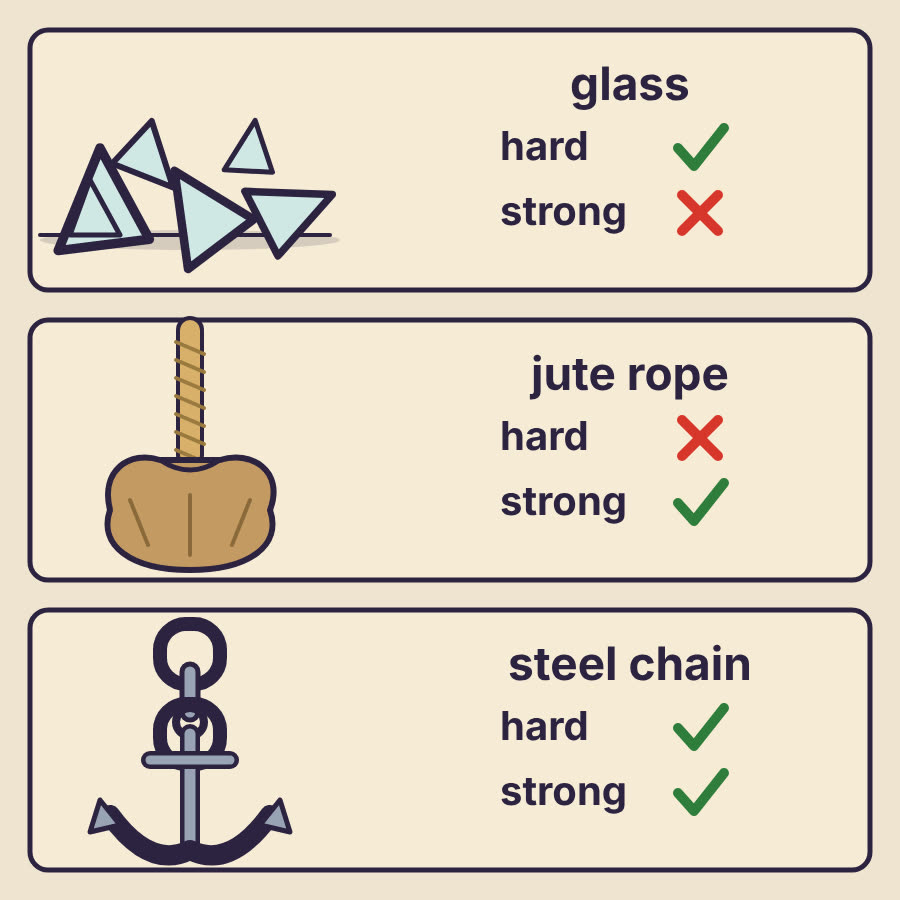 glass
hard
strong
jute rope
hard
strong
steel chain
hard
strong